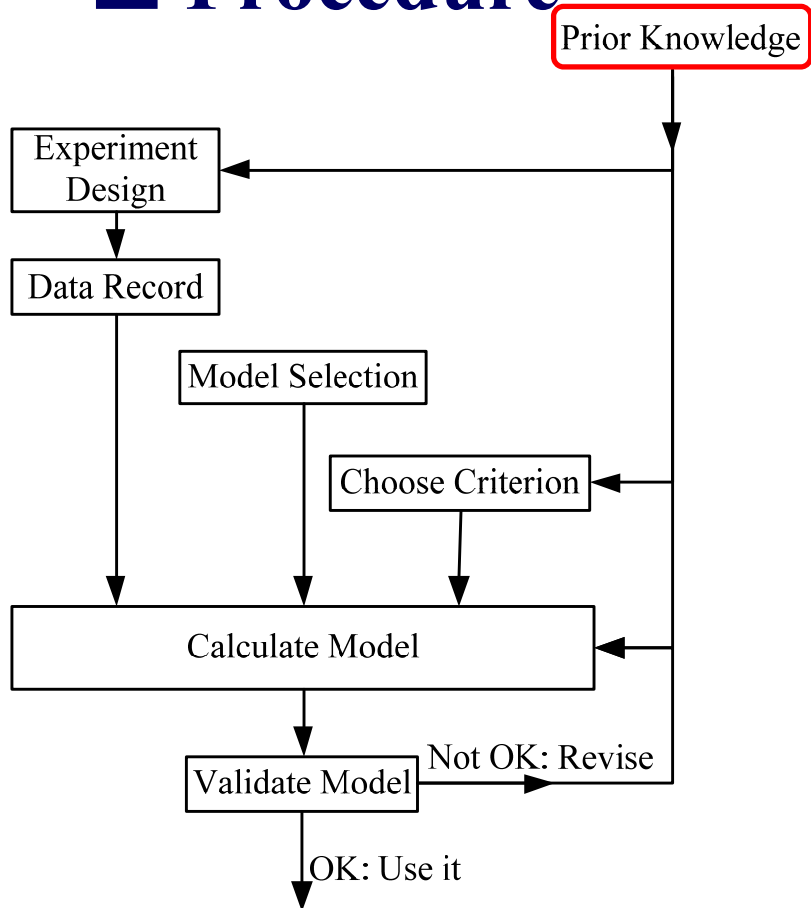 Procedure
Prior Knowledge
Experiment
Design
Data Record
Model Selection
Choose Criterion
Calculate Model
Validate Model
Not OK: Revise
OK: Use it